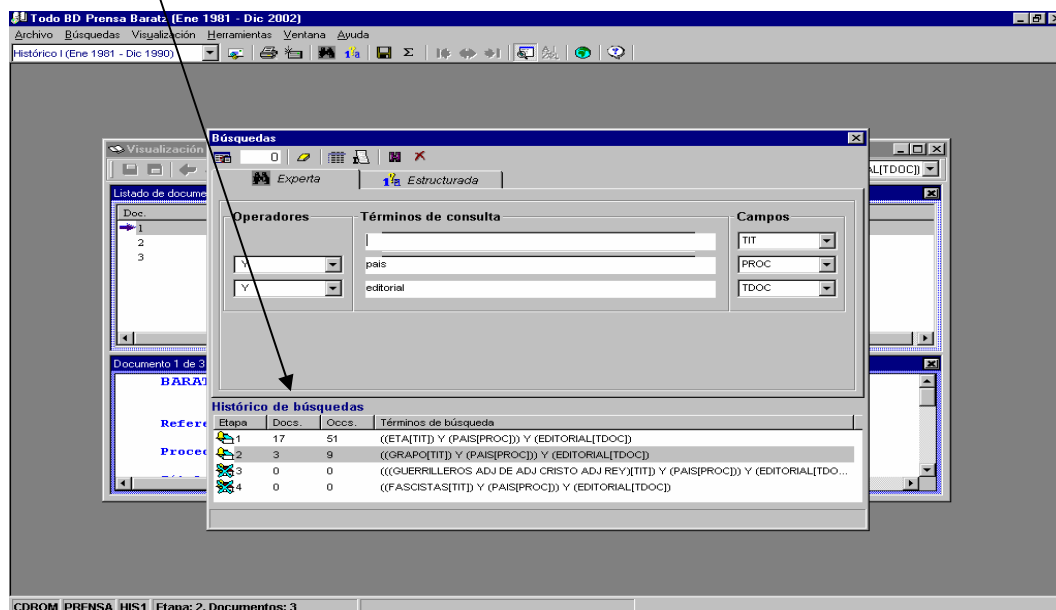 Todo BD Prensa Baratz (Ene 1981 - Dic 2002)
Archivo Búsquedas Visualización Herramientas Ventana Ayuda
Histórico I (Ene 1981 - Dic 1990)
Visualización
AL[TDOC])
Listado de docume
Doc.
1
2
3
Documento 1 de 3
BARAT
Refere
Proced
Búsquedas
0
Experta
Estructurada
Operadores Términos de consulta Campos
TIT
Y pais PROC
Y editorial TDOC
Histórico de búsquedas
Etapa Docs. Occs. Términos de búsqueda
1 17 51 ((ETA[TIT]) Y (PAIS[PROC])) Y (EDITORIAL[TDOC])
2 3 9 ((GRAPO[TIT]) Y (PAIS[PROC])) Y (EDITORIAL[TDOC])
3 0 0 (((GUERRILLEROS ADJ DE ADJ CRISTO ADJ REY)[TIT]) Y (PAIS[PROC])) Y (EDITORIAL[TDO...
4 0 0 ((FASCISTAS[TIT]) Y (PAIS[PROC])) Y (EDITORIAL[TDOC])
CDROM PRENSA HIS1 Etapa: 2, Documentos: 3